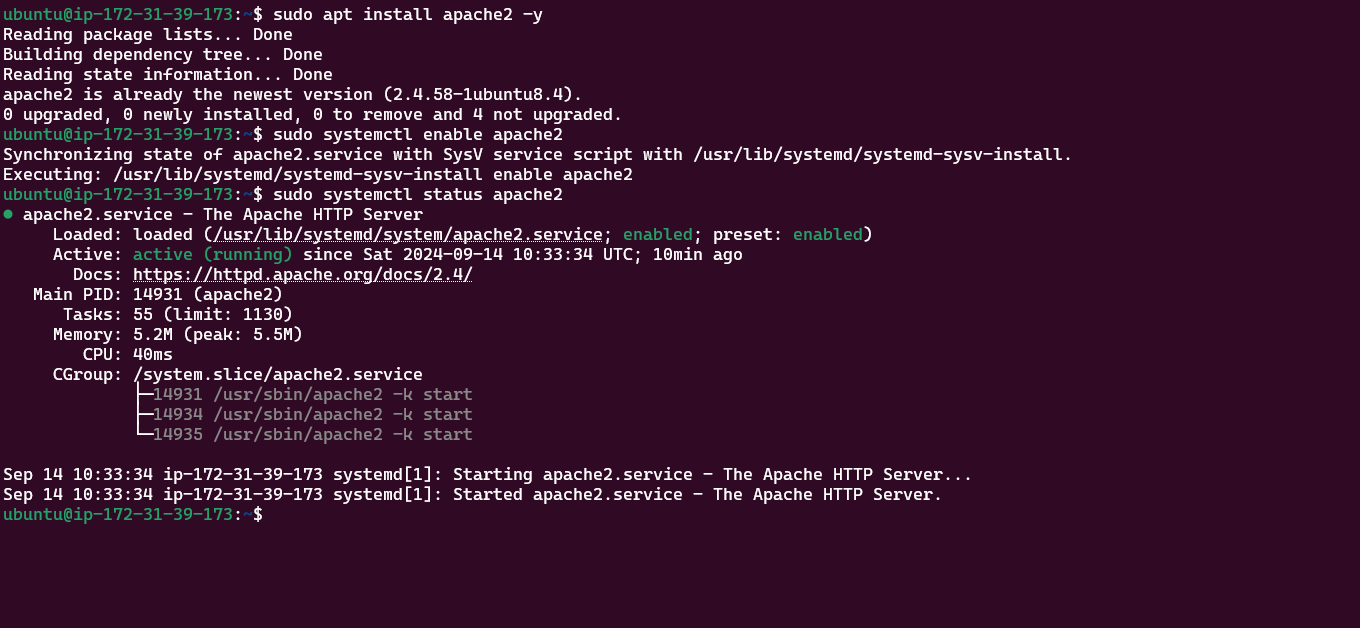 ubuntu@ip-172-31-39-173:~$ sudo apt install apache2 -y
Reading package lists... Done
Building dependency tree... Done
Reading state information... Done
apache2 is already the newest version (2.4.58-1ubuntu8.4).
0 upgraded, 0 newly installed, 0 to remove and 4 not upgraded.
ubuntu@ip-172-31-39-173:~$ sudo systemctl enable apache2
Synchronizing state of apache2.service with SysV service script with /usr/lib/systemd/systemd-sysv-install.
Executing: /usr/lib/systemd/systemd-sysv-install enable apache2
ubuntu@ip-172-31-39-173:~$ sudo systemctl status apache2
● apache2.service - The Apache HTTP Server
     Loaded: loaded (/usr/lib/systemd/system/apache2.service; enabled; preset: enabled)
     Active: active (running) since Sat 2024-09-14 10:33:34 UTC; 10min ago
       Docs: https://httpd.apache.org/docs/2.4/
   Main PID: 14931 (apache2)
      Tasks: 55 (limit: 1130)
     Memory: 5.2M (peak: 5.5M)
        CPU: 40ms
     CGroup: /system.slice/apache2.service
             ├─14931 /usr/sbin/apache2 -k start
             ├─14934 /usr/sbin/apache2 -k start
             └─14935 /usr/sbin/apache2 -k start

Sep 14 10:33:34 ip-172-31-39-173 systemd[1]: Starting apache2.service - The Apache HTTP Server...
Sep 14 10:33:34 ip-172-31-39-173 systemd[1]: Started apache2.service - The Apache HTTP Server.
ubuntu@ip-172-31-39-173:~$